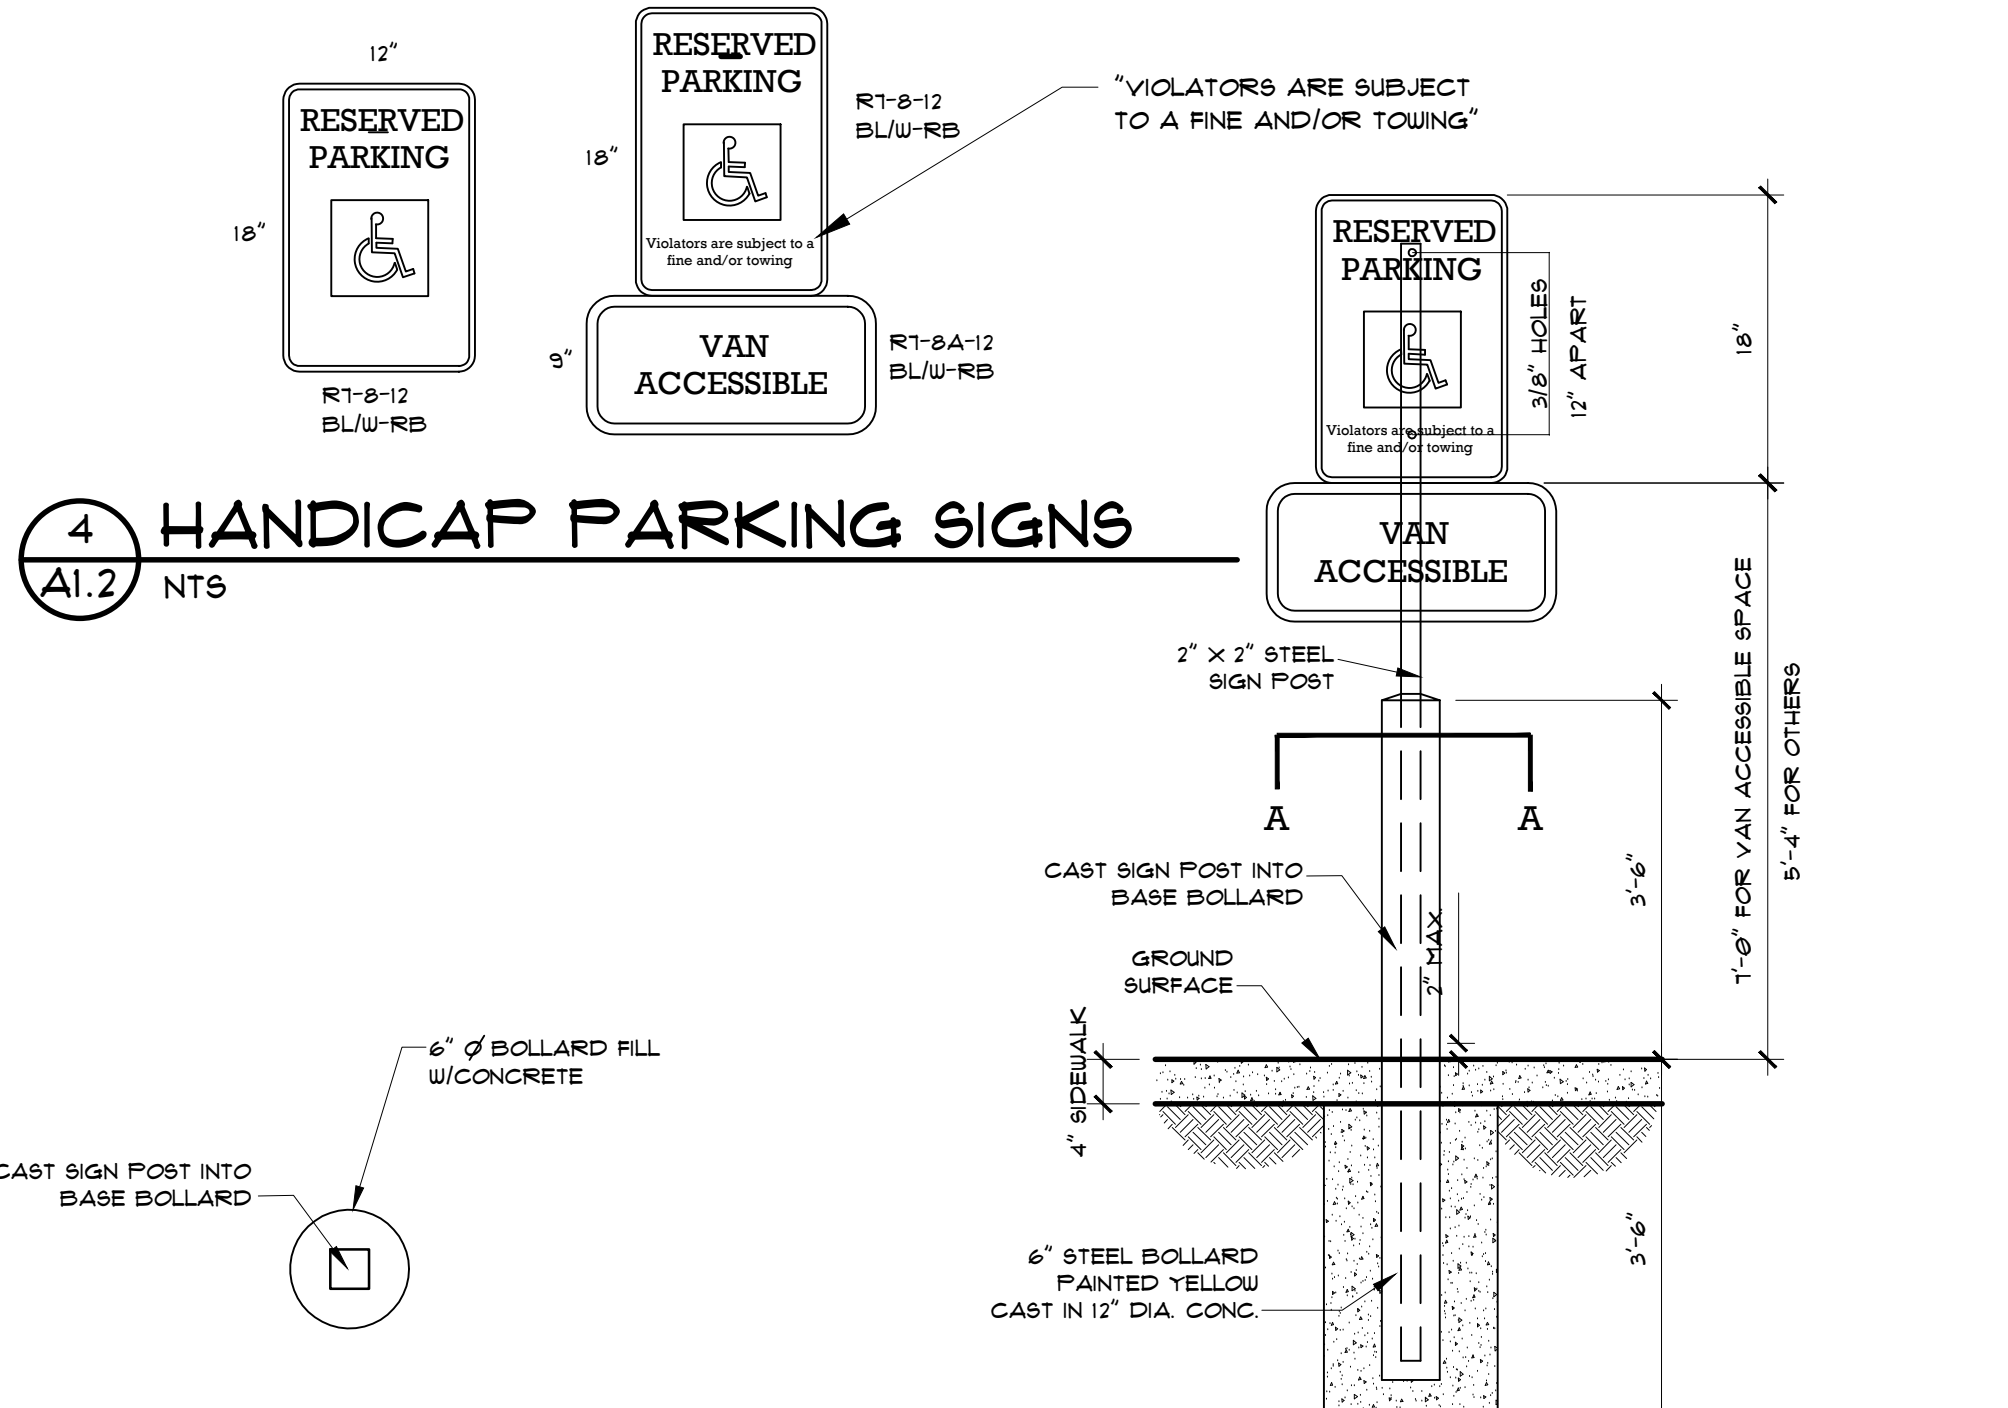 12"
RESERVED
PARKING
18"
R7-8-12
BL/W-RB
RESERVED
PARKING
18"
Violators are subject to a
fine and/or towing
R7-8-12
BL/W-RB
"VIOLATORS ARE SUBJECT
TO A FINE AND/OR TOWING"
9"
VAN
ACCESSIBLE
R7-8A-12
BL/W-RB
4
A1.2
HANDICAP PARKING SIGNS
NTS
RESERVED
PARKING
Violators are subject to a
fine and/or towing
3/8" HOLES
12" APART
18"
VAN
ACCESSIBLE
2" X 2" STEEL
SIGN POST
A
A
7'-0" FOR VAN ACCESSIBLE SPACE
5'-4" FOR OTHERS
3'-6"
CAST SIGN POST INTO
BASE BOLLARD
2" MAX.
GROUND
SURFACE
4" SIDEWALK
3'-6"
6" STEEL BOLLARD
PAINTED YELLOW
CAST IN 12" DIA. CONC.
6" Ø BOLLARD FILL
W/CONCRETE
CAST SIGN POST INTO
BASE BOLLARD